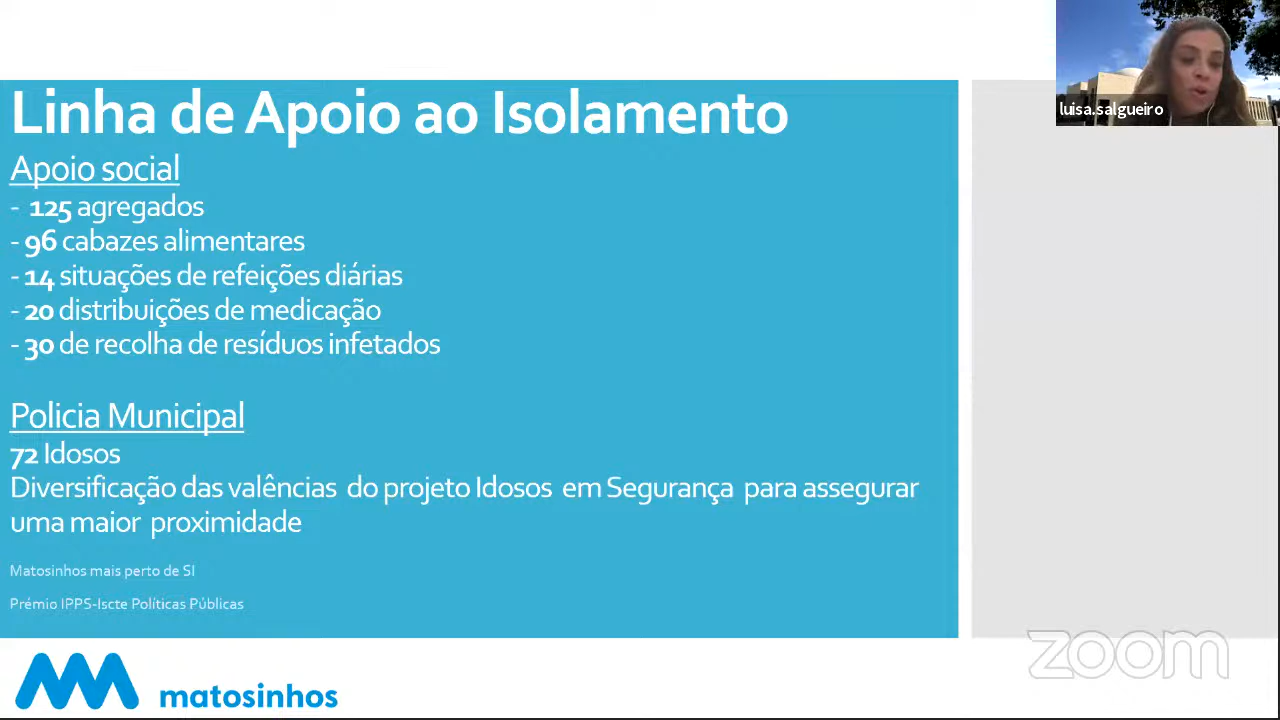 Linha de Apoio ao Isolamento
Apoio social
- 125 agregados
- 96 cabazes alimentares
- 14 situações de refeições diárias
- 20 distribuições de medicação
- 30 de recolha de resíduos infetados
Policia Municipal
72 Idosos
Diversificação das valências do projeto Idosos em Segurança para assegurar
uma maior proximidade
Matosinhos mais perto de SI
Prémio IPPS-Iscte Políticas Públicas
matosinhos
luisa.salgueiro
zoom